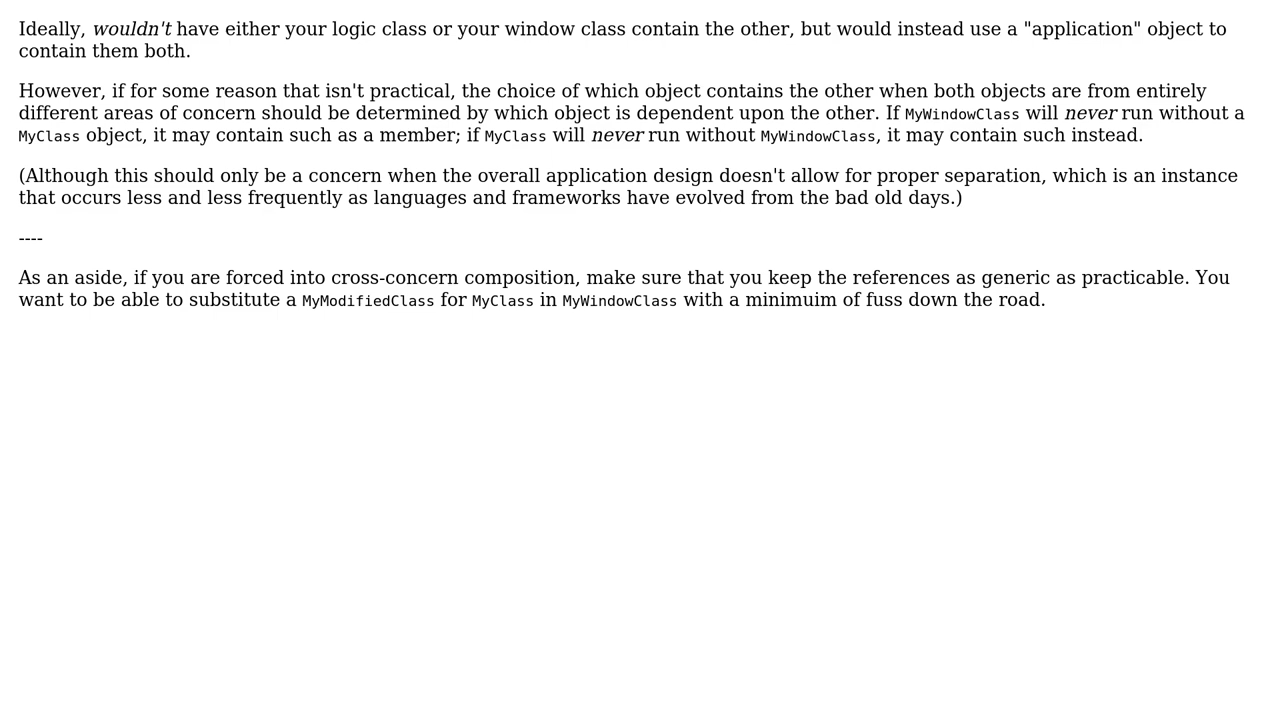 Ideally, wouldn't have either your logic class or your window class contain the other, but would instead use a "application" object to
contain them both.
However, if for some reason that isn't practical, the choice of which object contains the other when both objects are from entirely
different areas of concern should be determined by which object is dependent upon the other. If MyWindowClass will never run without a
MyClass object, it may contain such as a member; if MyClass will never run without MyWindowClass, it may contain such instead.
(Although this should only be a concern when the overall application design doesn't allow for proper separation, which is an instance
that occurs less and less frequently as languages and frameworks have evolved from the bad old days.)
----
As an aside, if you are forced into cross-concern composition, make sure that you keep the references as generic as practicable. You
want to be able to substitute a MyModifiedClass for MyClass in MyWindowClass with a minimuim of fuss down the road.